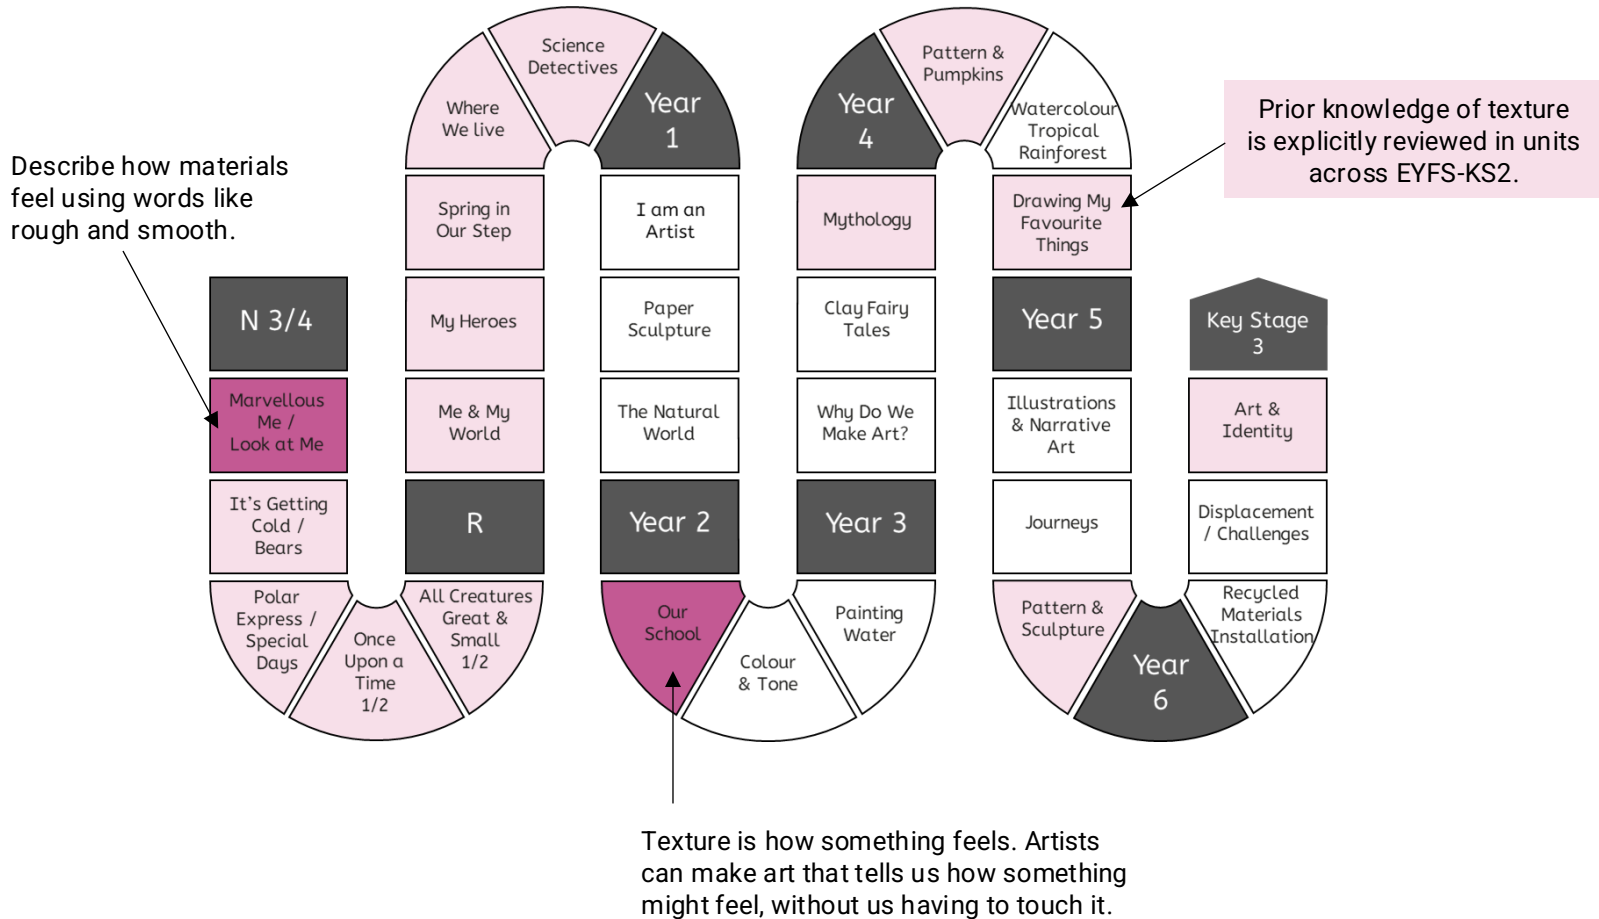 Describe how materials
feel using words like
rough and smooth.
N 3/4
Marvellous
Me /
Look at Me
It's Getting
Cold /
Bears
Polar
Express /
Special
Days
Once
Upon a
Time
1/2
All Creatures
Great &
Small
1/2
R
Me & My
World
My Heroes
Spring in
Our Step
Where
We live
Science
Detectives
Year
1
I am an
Artist
Paper
Sculpture
The Natural
World
Year 2
Our
School
Texture is how something feels. Artists
can make art that tells us how something
might feel, without us having to touch it.
Colour
& Tone
Painting
Water
Year 3
Why Do We
Make Art?
Clay Fairy
Tales
Mythology
Year
4
Pattern &
Pumpkins
Watercolour
Tropical
Rainforest
Drawing My
Favourite
Things
Prior knowledge of texture
is explicitly reviewed in units
across EYFS-KS2.
Year 5
Illustrations
& Narrative
Art
Journeys
Pattern &
Sculpture
Year
6
Recycled
Materials
Installation
Displacement
/ Challenges
Art &
Identity
Key Stage
3